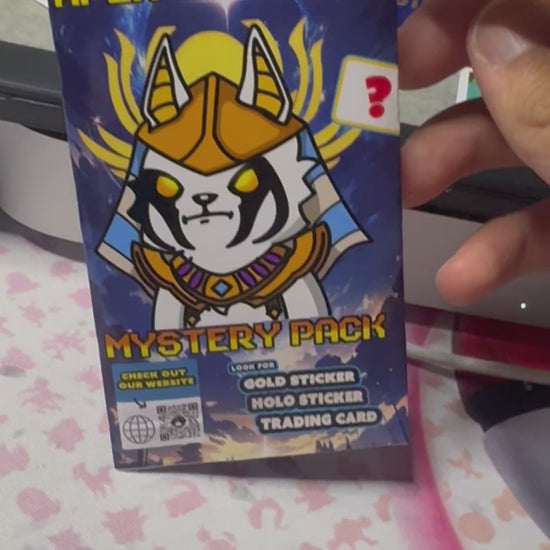 ?
MYSTERY PACK
CHECK OUT
OUR WEBSITE
LOOK FOR
GOLD STICKER
HOLO STICKER
TRADING CARD